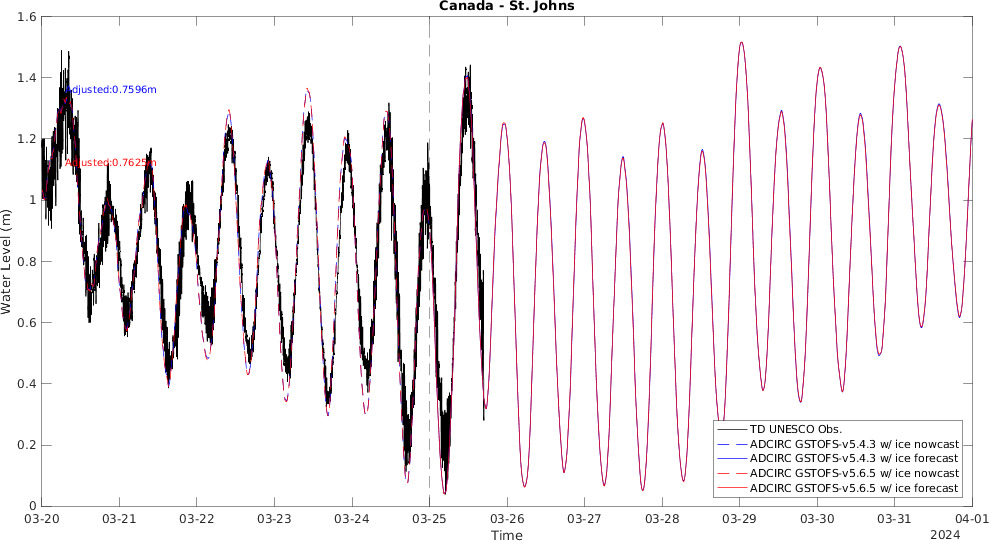 Canada - St. Johns
1.6
1.4
1.2
1
0.8
0.6
0.4
0.2
0
Water Level (m)
Adjusted:0.7596m
Adjusted:0.7625m
TD UNESCO Obs.
ADCIRC GSTOFS-v5.4.3 w/ ice nowcast
ADCIRC GSTOFS-v5.4.3 w/ ice forecast
ADCIRC GSTOFS-v5.6.5 w/ ice nowcast
ADCIRC GSTOFS-v5.6.5 w/ ice forecast
03-20 03-21 03-22 03-23 03-24 03-25 03-26 03-27 03-28 03-29 03-30 03-31 04-01
Time
2024